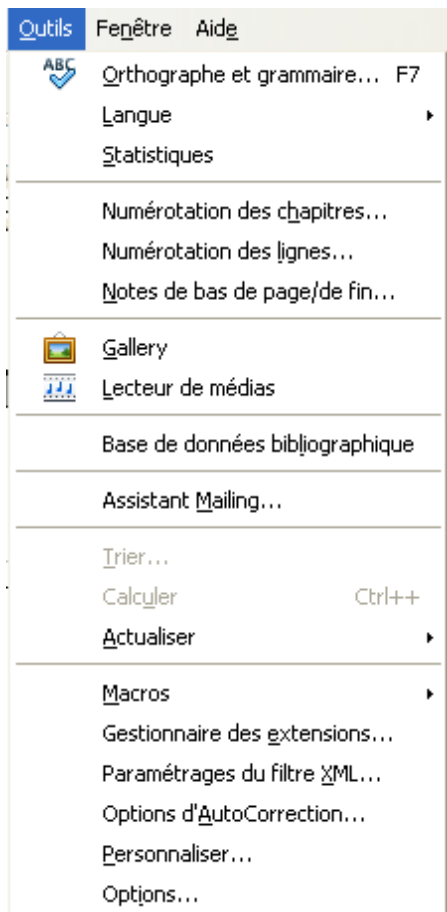 Outils Fenêtre Aide
ABC
Orthographe et grammaire... F7
Langue
Statistiques
Numérotation des chapitres...
Numérotation des lignes...
Notes de bas de page/de fin...
Gallery
Lecteur de médias
Base de données bibliographique
Assistant Mailing...
Trier...
Calculer Ctrl++
Actualiser
Macros
Gestionnaire des extensions...
Paramétrages du filtre XML...
Options d'AutoCorrection...
Personnaliser...
Options...